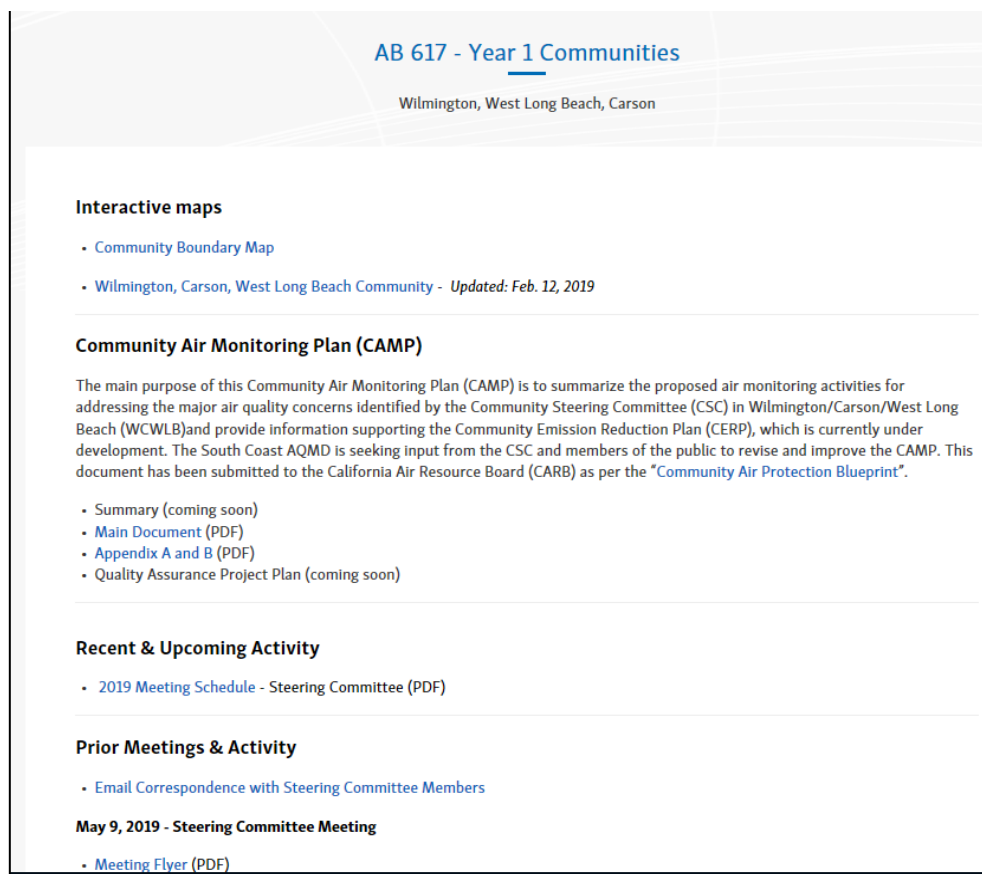 AB 617 - Year 1 Communities
Wilmington, West Long Beach, Carson
Interactive maps
• Community Boundary Map
• Wilmington, Carson, West Long Beach Community - Updated: Feb. 12, 2019
Community Air Monitoring Plan (CAMP)
The main purpose of this Community Air Monitoring Plan (CAMP) is to summarize the proposed air monitoring activities for
addressing the major air quality concerns identified by the Community Steering Committee (CSC) in Wilmington/Carson/West Long
Beach (WCWLB)and provide information supporting the Community Emission Reduction Plan (CERP), which is currently under
development. The South Coast AQMD is seeking input from the CSC and members of the public to revise and improve the CAMP. This
document has been submitted to the California Air Resource Board (CARB) as per the “Community Air Protection Blueprint”.
• Summary (coming soon)
• Main Document (PDF)
• Appendix A and B (PDF)
• Quality Assurance Project Plan (coming soon)
Recent & Upcoming Activity
• 2019 Meeting Schedule - Steering Committee (PDF)
Prior Meetings & Activity
• Email Correspondence with Steering Committee Members
May 9, 2019 - Steering Committee Meeting
• Meeting Flyer (PDF)